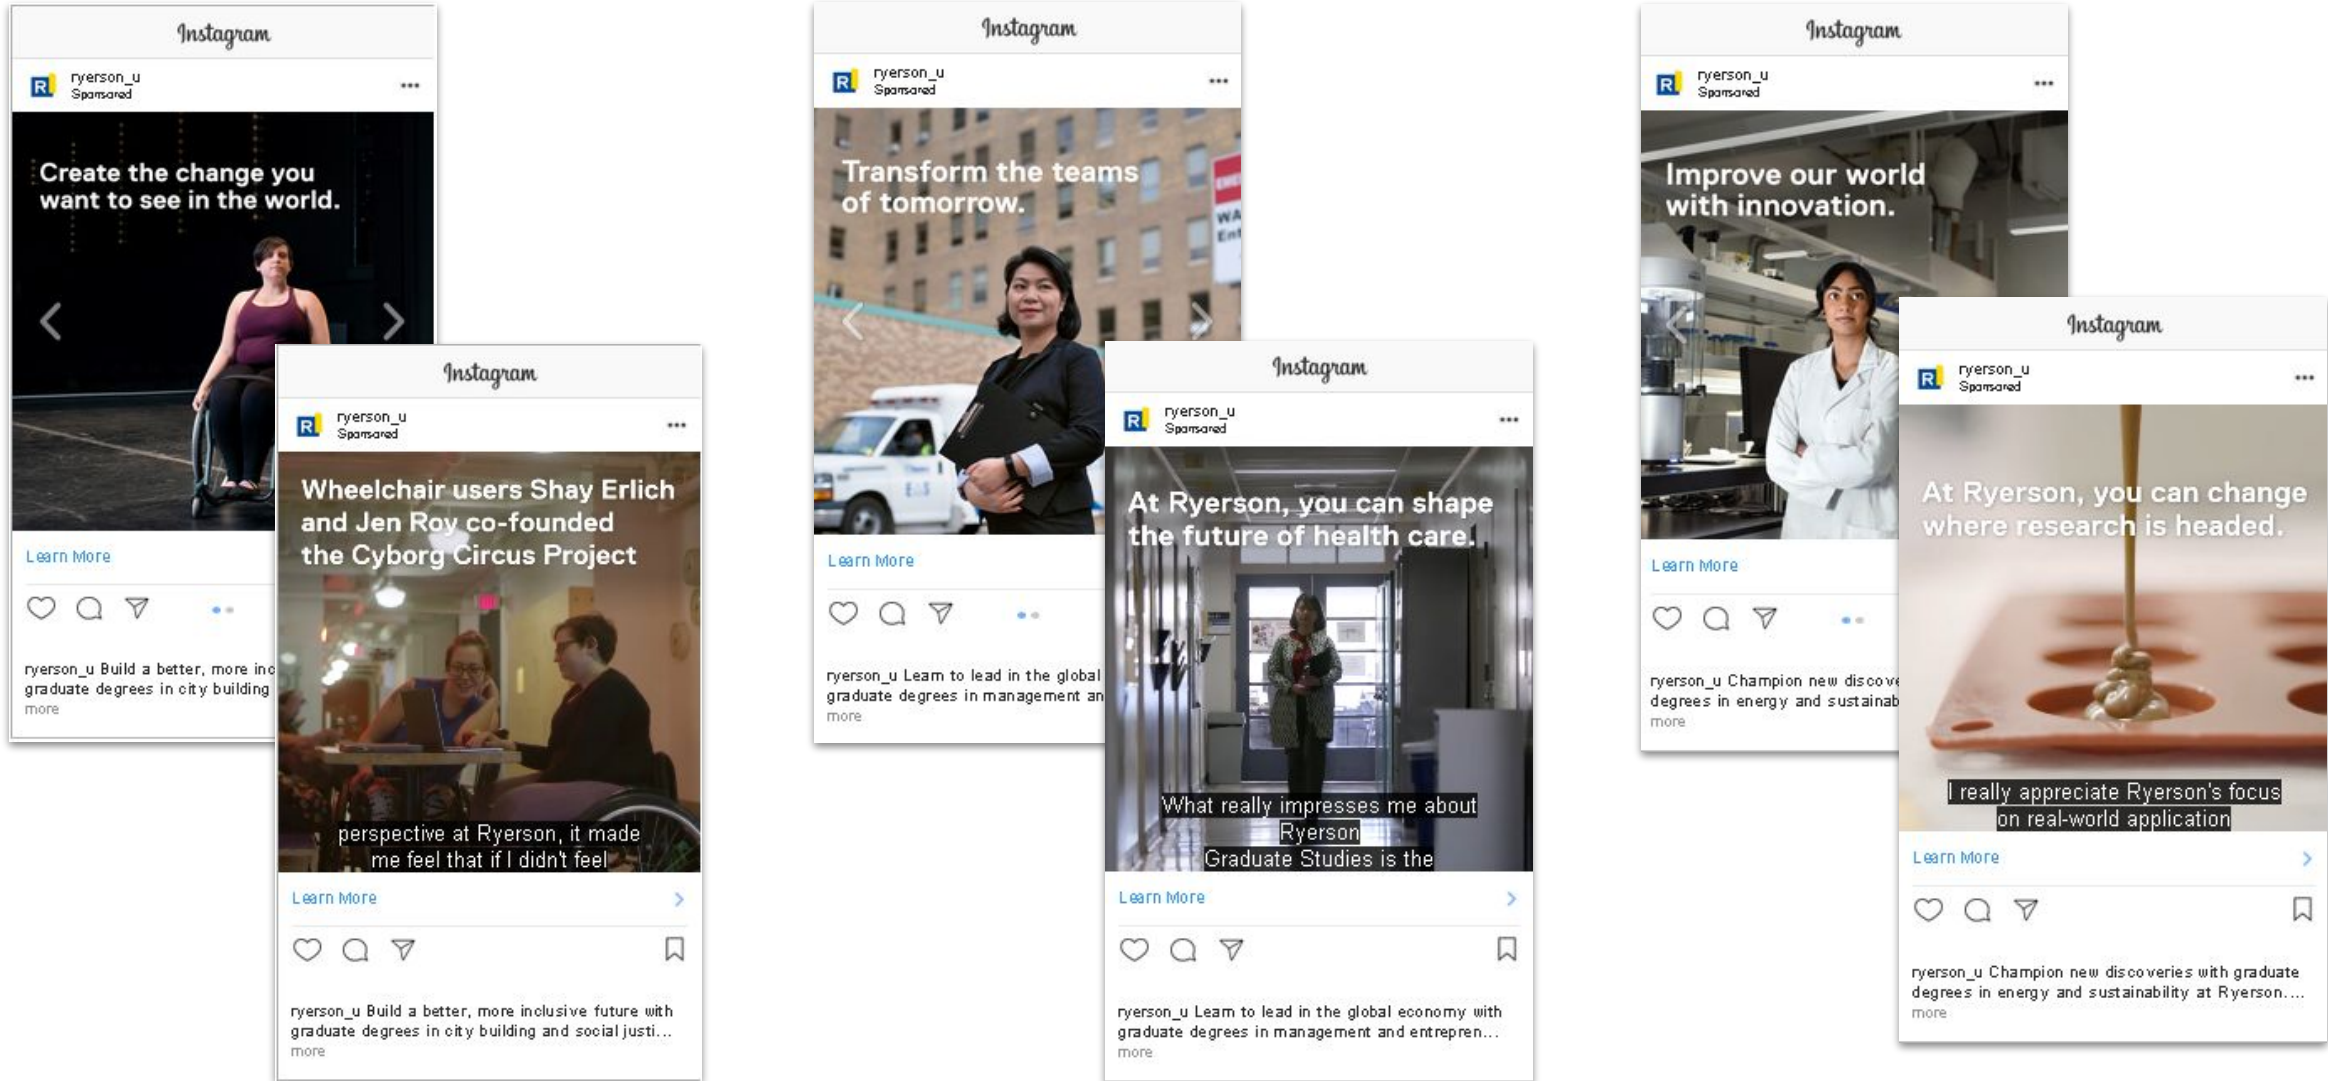 Instagram
R
ryerson_u
Sponsored
Create the change you
want to see in the world.
Learn More
ryerson_u Build a better, more inc
graduate degrees in city building
more
Instagram
R
ryerson_u
Sponsored
Wheelchair users Shay Erlich
and Jen Roy co-founded
the Cyborg Circus Project
perspective at Ryerson, it made
me feel that if I didn't feel
Learn More
ryerson_u Build a better, more inclusive future with
graduate degrees in city building and social justi...
more
Instagram
R
ryerson_u
Sponsored
Transform the teams
of tomorrow.
Learn More
ryerson_u Learn to lead in the global
graduate degrees in management an
more
Instagram
R
ryerson_u
Sponsored
At Ryerson, you can shape
the future of health care.
What really impresses me about
Ryerson
Graduate Studies is the
Learn More
ryerson_u Learn to lead in the global economy with
graduate degrees in management and entrepren...
more
Instagram
R
ryerson_u
Sponsored
Improve our world
with innovation.
Learn More
ryerson_u Champion new discove
degrees in energy and sustainab
more
Instagram
R
ryerson_u
Sponsored
At Ryerson, you can change
where research is headed.
I really appreciate Ryerson's focus
on real-world application
Learn More
ryerson_u Champion new discoveries with graduate
degrees in energy and sustainability at Ryerson....
more